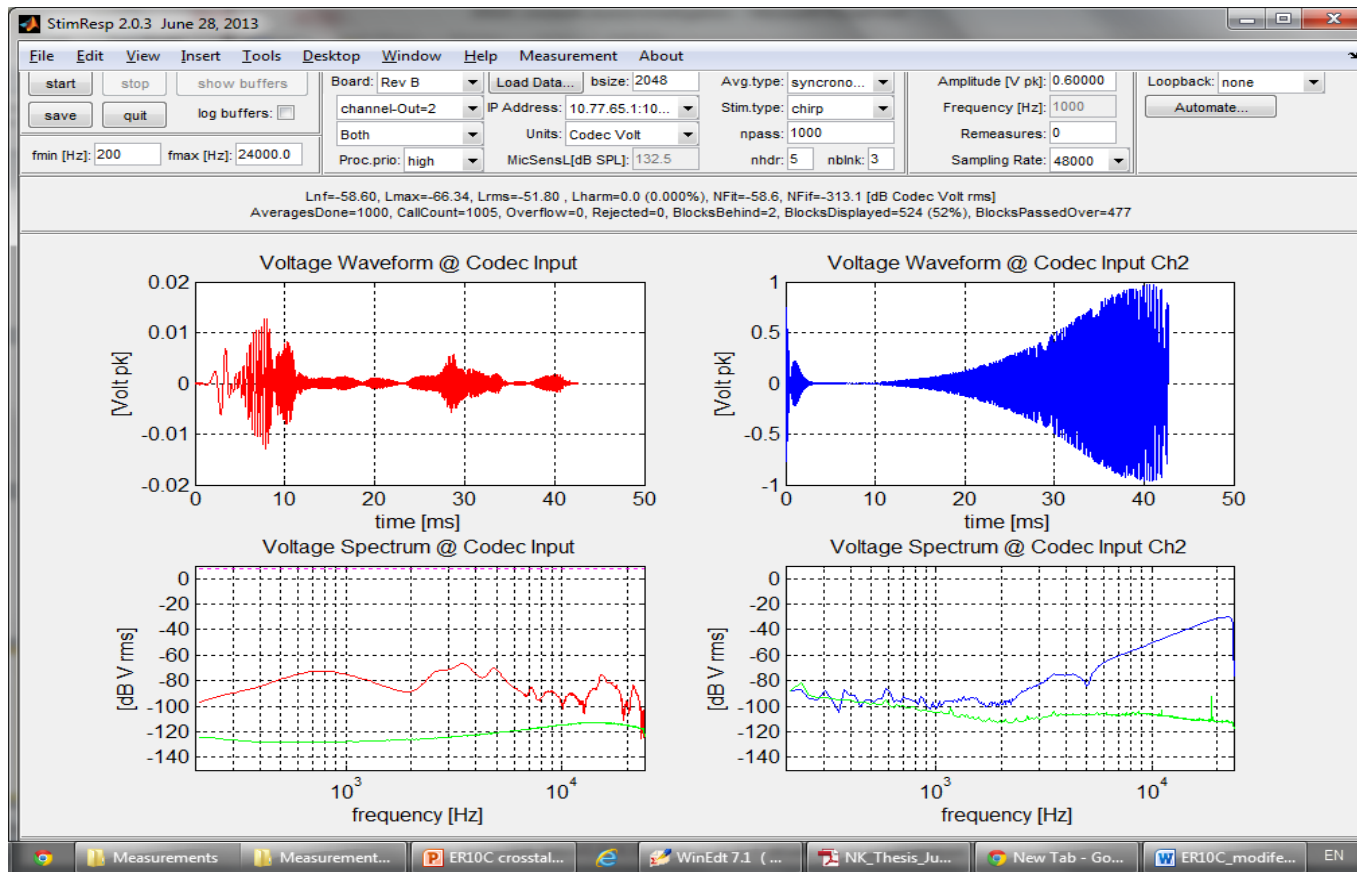 StimResp 2.0.3 June 28, 2013
File Edit View Insert Tools Desktop Window Help Measurement About
start stop show buffers
save quit log buffers:
fmin [Hz]: 200 fmax [Hz]: 24000.0
Board: Rev B Load Data... bsize: 2048
channel-Out=2 IP Address: 10.77.65.1:10...
Both Units: Codec Volt
Proc.prio: high MicSensL[dB SPL]: 132.5
Avg.type: syncrono...
Stim.type: chirp
npass: 1000
nhdr: 5 nblnk: 3
Amplitude [V pk]: 0.60000
Frequency [Hz]: 1000
Remeasures: 0
Sampling Rate: 48000
Loopback: none
Automate...
Lnf=-58.60, Lmax=-66.34, Lrms=-51.80 , Lharm=0.0 (0.000%), NFit=-58.6, NFif=-313.1 [dB Codec Volt rms]
AveragesDone=1000, CallCount=1005, Overflow=0, Rejected=0, BlocksBehind=2, BlocksDisplayed=524 (52%), BlocksPassedOver=477
Voltage Waveform @ Codec Input
[Volt pk]
0.02
0.01
0
-0.01
-0.02
0 10 20 30 40 50
time [ms]
Voltage Waveform @ Codec Input Ch2
[Volt pk]
1
0.5
0
-0.5
-1
0 10 20 30 40 50
time [ms]
Voltage Spectrum @ Codec Input
[dB V rms]
0
-20
-40
-60
-80
-100
-120
-140
10³ 10⁴
frequency [Hz]
Voltage Spectrum @ Codec Input Ch2
[dB V rms]
0
-20
-40
-60
-80
-100
-120
-140
10³ 10⁴
frequency [Hz]
Measurements Measurement... ER10C crosstal... WinEdt 7.1 ( ... NK_Thesis_Ju... New Tab - Go... ER10C_modife... EN